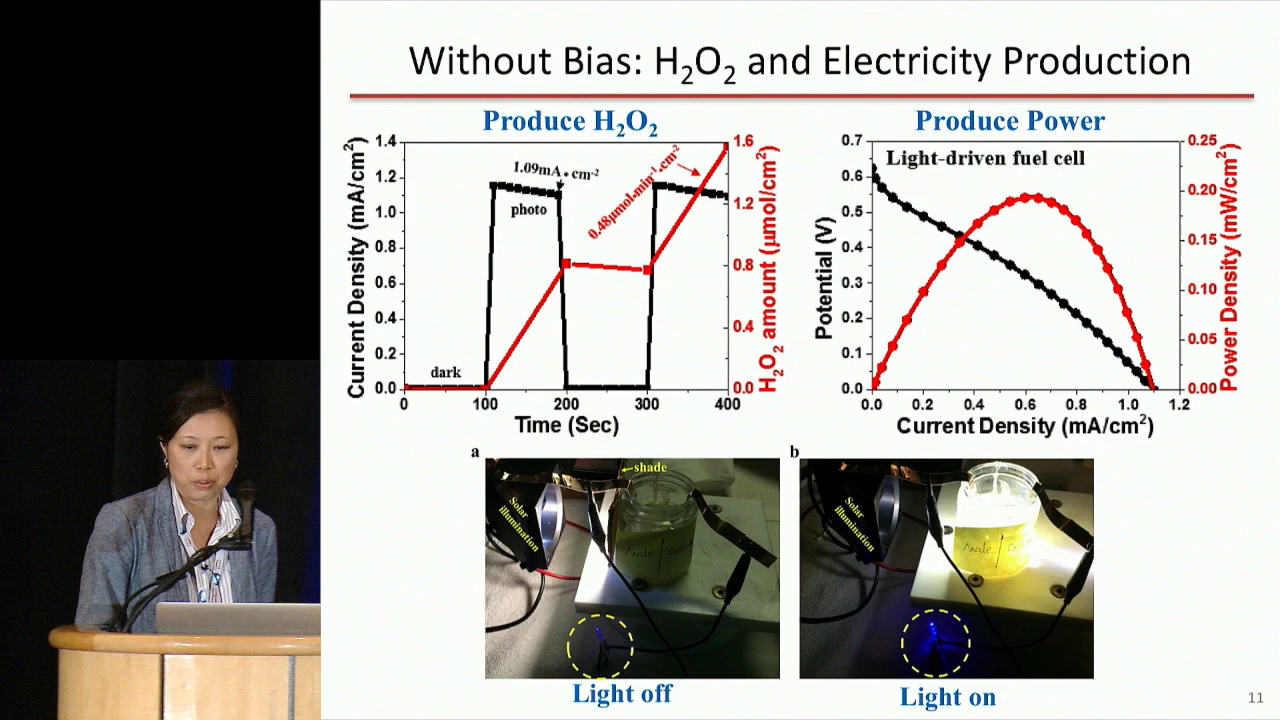 Without Bias: H₂O₂ and Electricity Production
Produce H₂O₂
1.4
1.2
1.0
0.8
0.6
0.4
0.2
0.0
Current Density (mA/cm²)
1.09mA•cm⁻²
photo
dark
0.48μmol•min⁻¹•cm⁻²
1.6
1.2
0.8
0.4
0.0
H₂O₂ amount (μmol/cm²)
0
100
200
300
400
Time (Sec)
Produce Power
Light-driven fuel cell
0.7
0.6
0.5
0.4
0.3
0.2
0.1
0.0
Potential (V)
0.25
0.20
0.15
0.10
0.05
0.00
Power Density (mW/cm²)
0.0
0.2
0.4
0.6
0.8
1.0
1.2
Current Density (mA/cm²)
a
shade
Solar
illumination
Light off
b
Solar
illumination
Light on
11